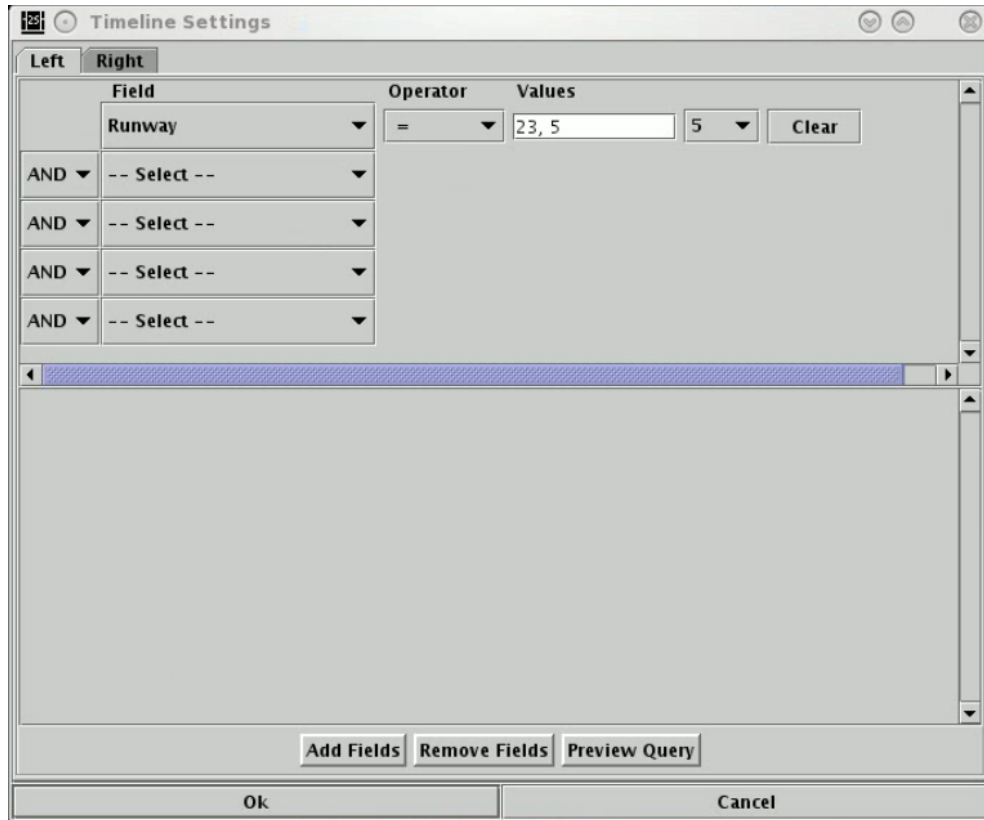 25 Timeline Settings
Left Right
Field Operator Values
Runway = 23, 5 5 Clear
AND -- Select --
AND -- Select --
AND -- Select --
AND -- Select --
Add Fields Remove Fields Preview Query
Ok Cancel